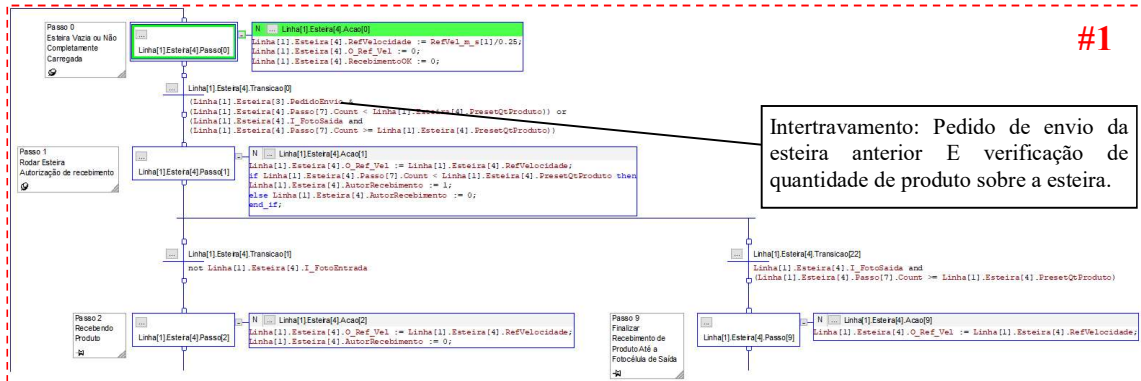 #1
Passo 0
Esteira Vazia ou Não
Completamente
Carregada
...
Linha[1].Esteira[4].Passo[0]
N ... Linha[1].Esteira[4].Acao[0]
Linha[1].Esteira[4].RefVelocidade := RefVel_m_s[1]/0.25;
Linha[1].Esteira[4].O_Ref_Vel := 0;
Linha[1].Esteira[4].RecebimentoOK := 0;
... Linha[1].Esteira[4].Transicao[0]
(Linha[1].Esteira[3].PedidoEnvio &
(Linha[1].Esteira[4].Passo[7].Count < Linha[1].Esteira[4].PresetQtProduto)) or
(Linha[1].Esteira[4].I_FotoSaida and
(Linha[1].Esteira[4].Passo[7].Count >= Linha[1].Esteira[4].PresetQtProduto))
Intertravamento: Pedido de envio da
esteira anterior E verificação de
quantidade de produto sobre a esteira.
Passo 1
Rodar Esteira
Autorização de recebimento
...
Linha[1].Esteira[4].Passo[1]
N ... Linha[1].Esteira[4].Acao[1]
Linha[1].Esteira[4].O_Ref_Vel := Linha[1].Esteira[4].RefVelocidade;
if Linha[1].Esteira[4].Passo[7].Count < Linha[1].Esteira[4].PresetQtProduto then
Linha[1].Esteira[4].AutorRecebimento := 1;
else Linha[1].Esteira[4].AutorRecebimento := 0;
end_if;
... Linha[1].Esteira[4].Transicao[1]
not Linha[1].Esteira[4].I_FotoEntrada
... Linha[1].Esteira[4].Transicao[22]
Linha[1].Esteira[4].I_FotoSaida and
(Linha[1].Esteira[4].Passo[7].Count >= Linha[1].Esteira[4].PresetQtProduto)
Passo 2
Recebendo
Produto
...
Linha[1].Esteira[4].Passo[2]
N ... Linha[1].Esteira[4].Acao[2]
Linha[1].Esteira[4].O_Ref_Vel := Linha[1].Esteira[4].RefVelocidade;
Linha[1].Esteira[4].AutorRecebimento := 0;
Passo 9
Finalizar
Recebimento de
Produto Até a
Fotocélula de Saída
...
Linha[1].Esteira[4].Passo[9]
N ... Linha[1].Esteira[4].Acao[9]
Linha[1].Esteira[4].O_Ref_Vel := Linha[1].Esteira[4].RefVelocidade;